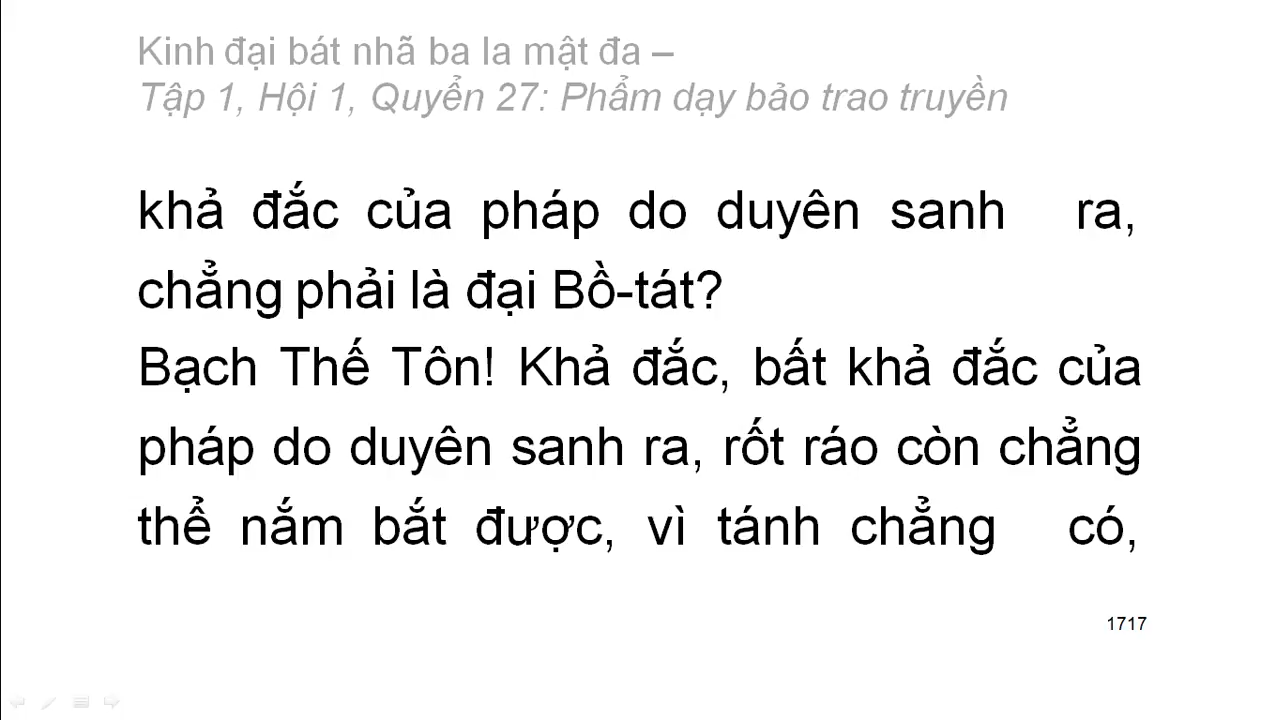 Kinh đại bát nhã ba la mật đa –
Tập 1, Hội 1, Quyển 27: Phẩm dạy bảo trao truyền
khả đắc của pháp do duyên sanh ra,
chẳng phải là đại Bồ-tát?
Bạch Thế Tôn! Khả đắc, bất khả đắc của
pháp do duyên sanh ra, rốt ráo còn chẳng
thể nắm bắt được, vì tánh chẳng có,
1717